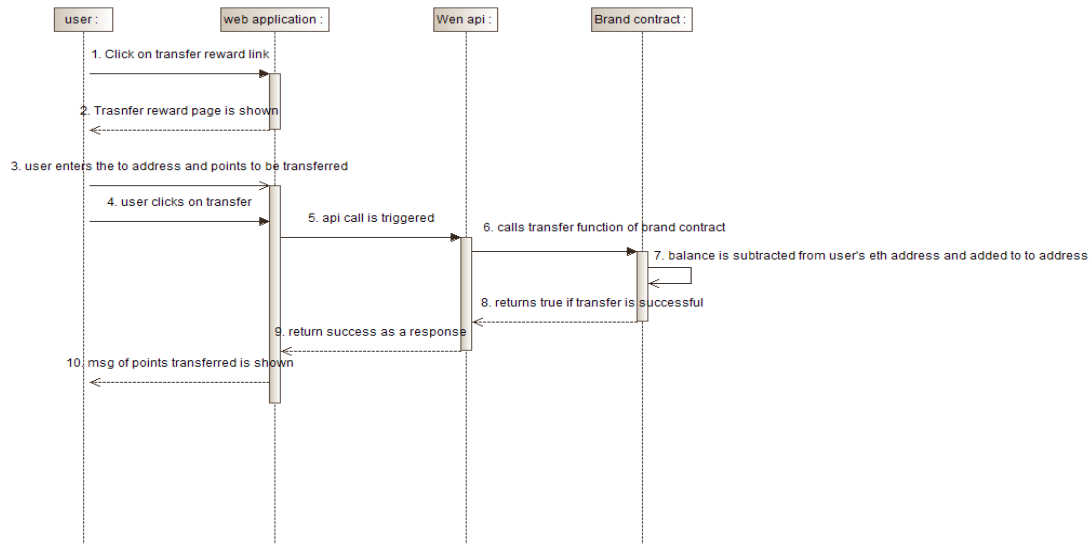 user :
web application :
Wen api :
Brand contract :
1. Click on transfer reward link
2. Trasnfer reward page is shown
3. user enters the to address and points to be transferred
4. user clicks on transfer
5. api call is triggered
6. calls transfer function of brand contract
7. balance is subtracted from user's eth address and added to to address
8. returns true if transfer is successful
9. return success as a response
10. msg of points transferred is shown